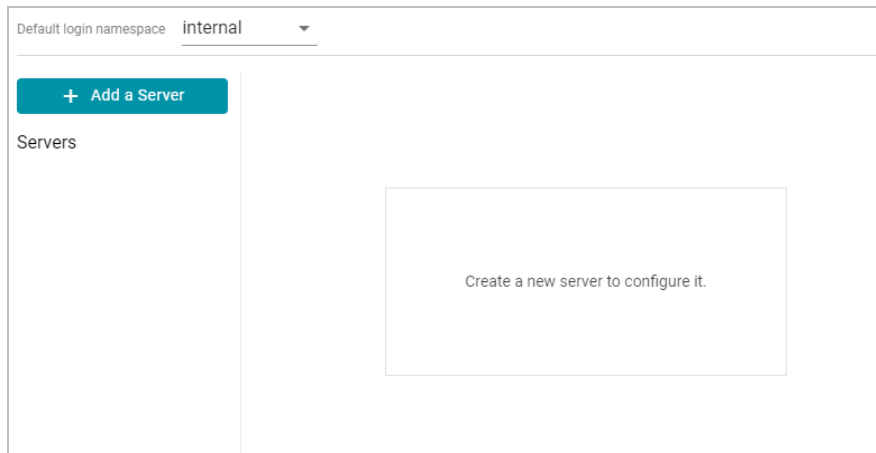 Default login namespace internal
+ Add a Server
Servers
Create a new server to configure it.